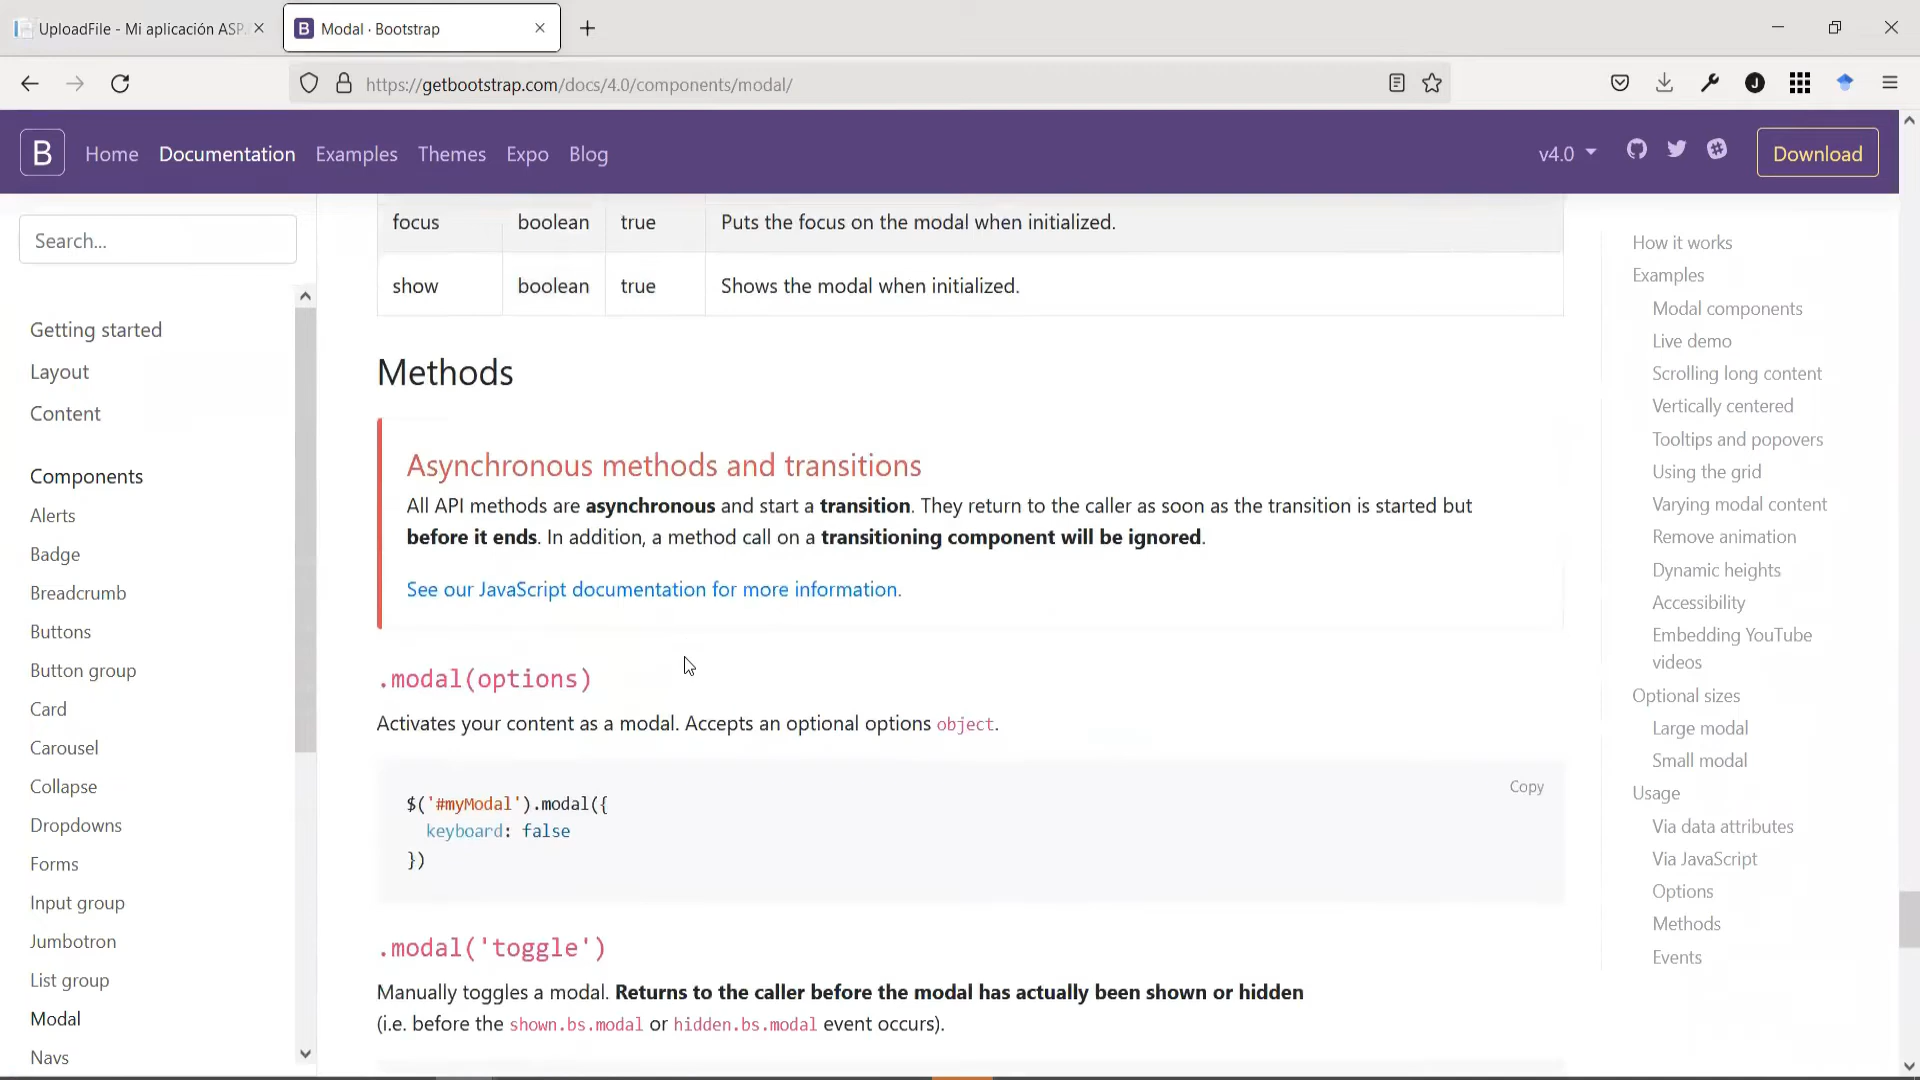 UploadFile - Mi aplicación ASP.
B Modal · Bootstrap
https://getbootstrap.com/docs/4.0/components/modal/
J
B Home Documentation Examples Themes Expo Blog v4.0 Download
Search...
Getting started
Layout
Content
Components
Alerts
Badge
Breadcrumb
Buttons
Button group
Card
Carousel
Collapse
Dropdowns
Forms
Input group
Jumbotron
List group
Modal
Navs
focus boolean true Puts the focus on the modal when initialized.
show boolean true Shows the modal when initialized.
Methods
Asynchronous methods and transitions
All API methods are asynchronous and start a transition. They return to the caller as soon as the transition is started but
before it ends. In addition, a method call on a transitioning component will be ignored.
See our JavaScript documentation for more information.
.modal(options)
Activates your content as a modal. Accepts an optional options object.
Copy
$('#myModal').modal({
keyboard: false
})
.modal('toggle')
Manually toggles a modal. Returns to the caller before the modal has actually been shown or hidden
(i.e. before the shown.bs.modal or hidden.bs.modal event occurs).
How it works
Examples
Modal components
Live demo
Scrolling long content
Vertically centered
Tooltips and popovers
Using the grid
Varying modal content
Remove animation
Dynamic heights
Accessibility
Embedding YouTube
videos
Optional sizes
Large modal
Small modal
Usage
Via data attributes
Via JavaScript
Options
Methods
Events